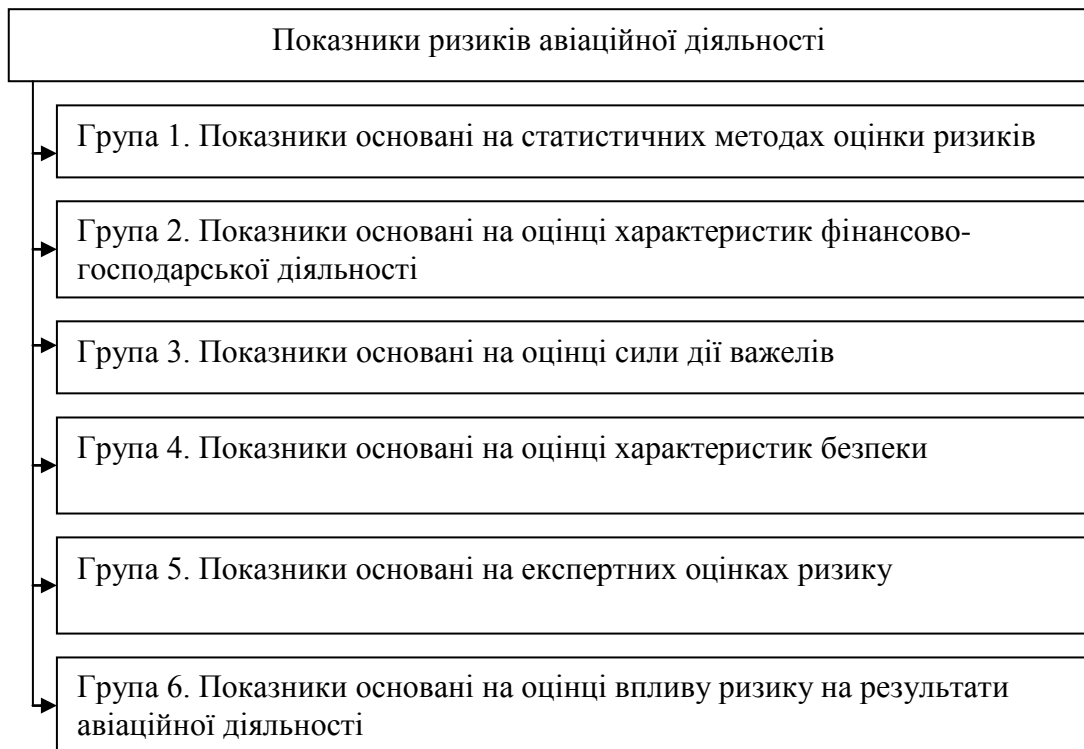 Показники ризиків авіаційної діяльності
Група 1. Показники основані на статистичних методах оцінки ризиків
Група 2. Показники основані на оцінці характеристик фінансово-
господарської діяльності
Група 3. Показники основані на оцінці сили дії важелів
Група 4. Показники основані на оцінці характеристик безпеки
Група 5. Показники основані на експертних оцінках ризику
Група 6. Показники основані на оцінці впливу ризику на результати
авіаційної діяльності